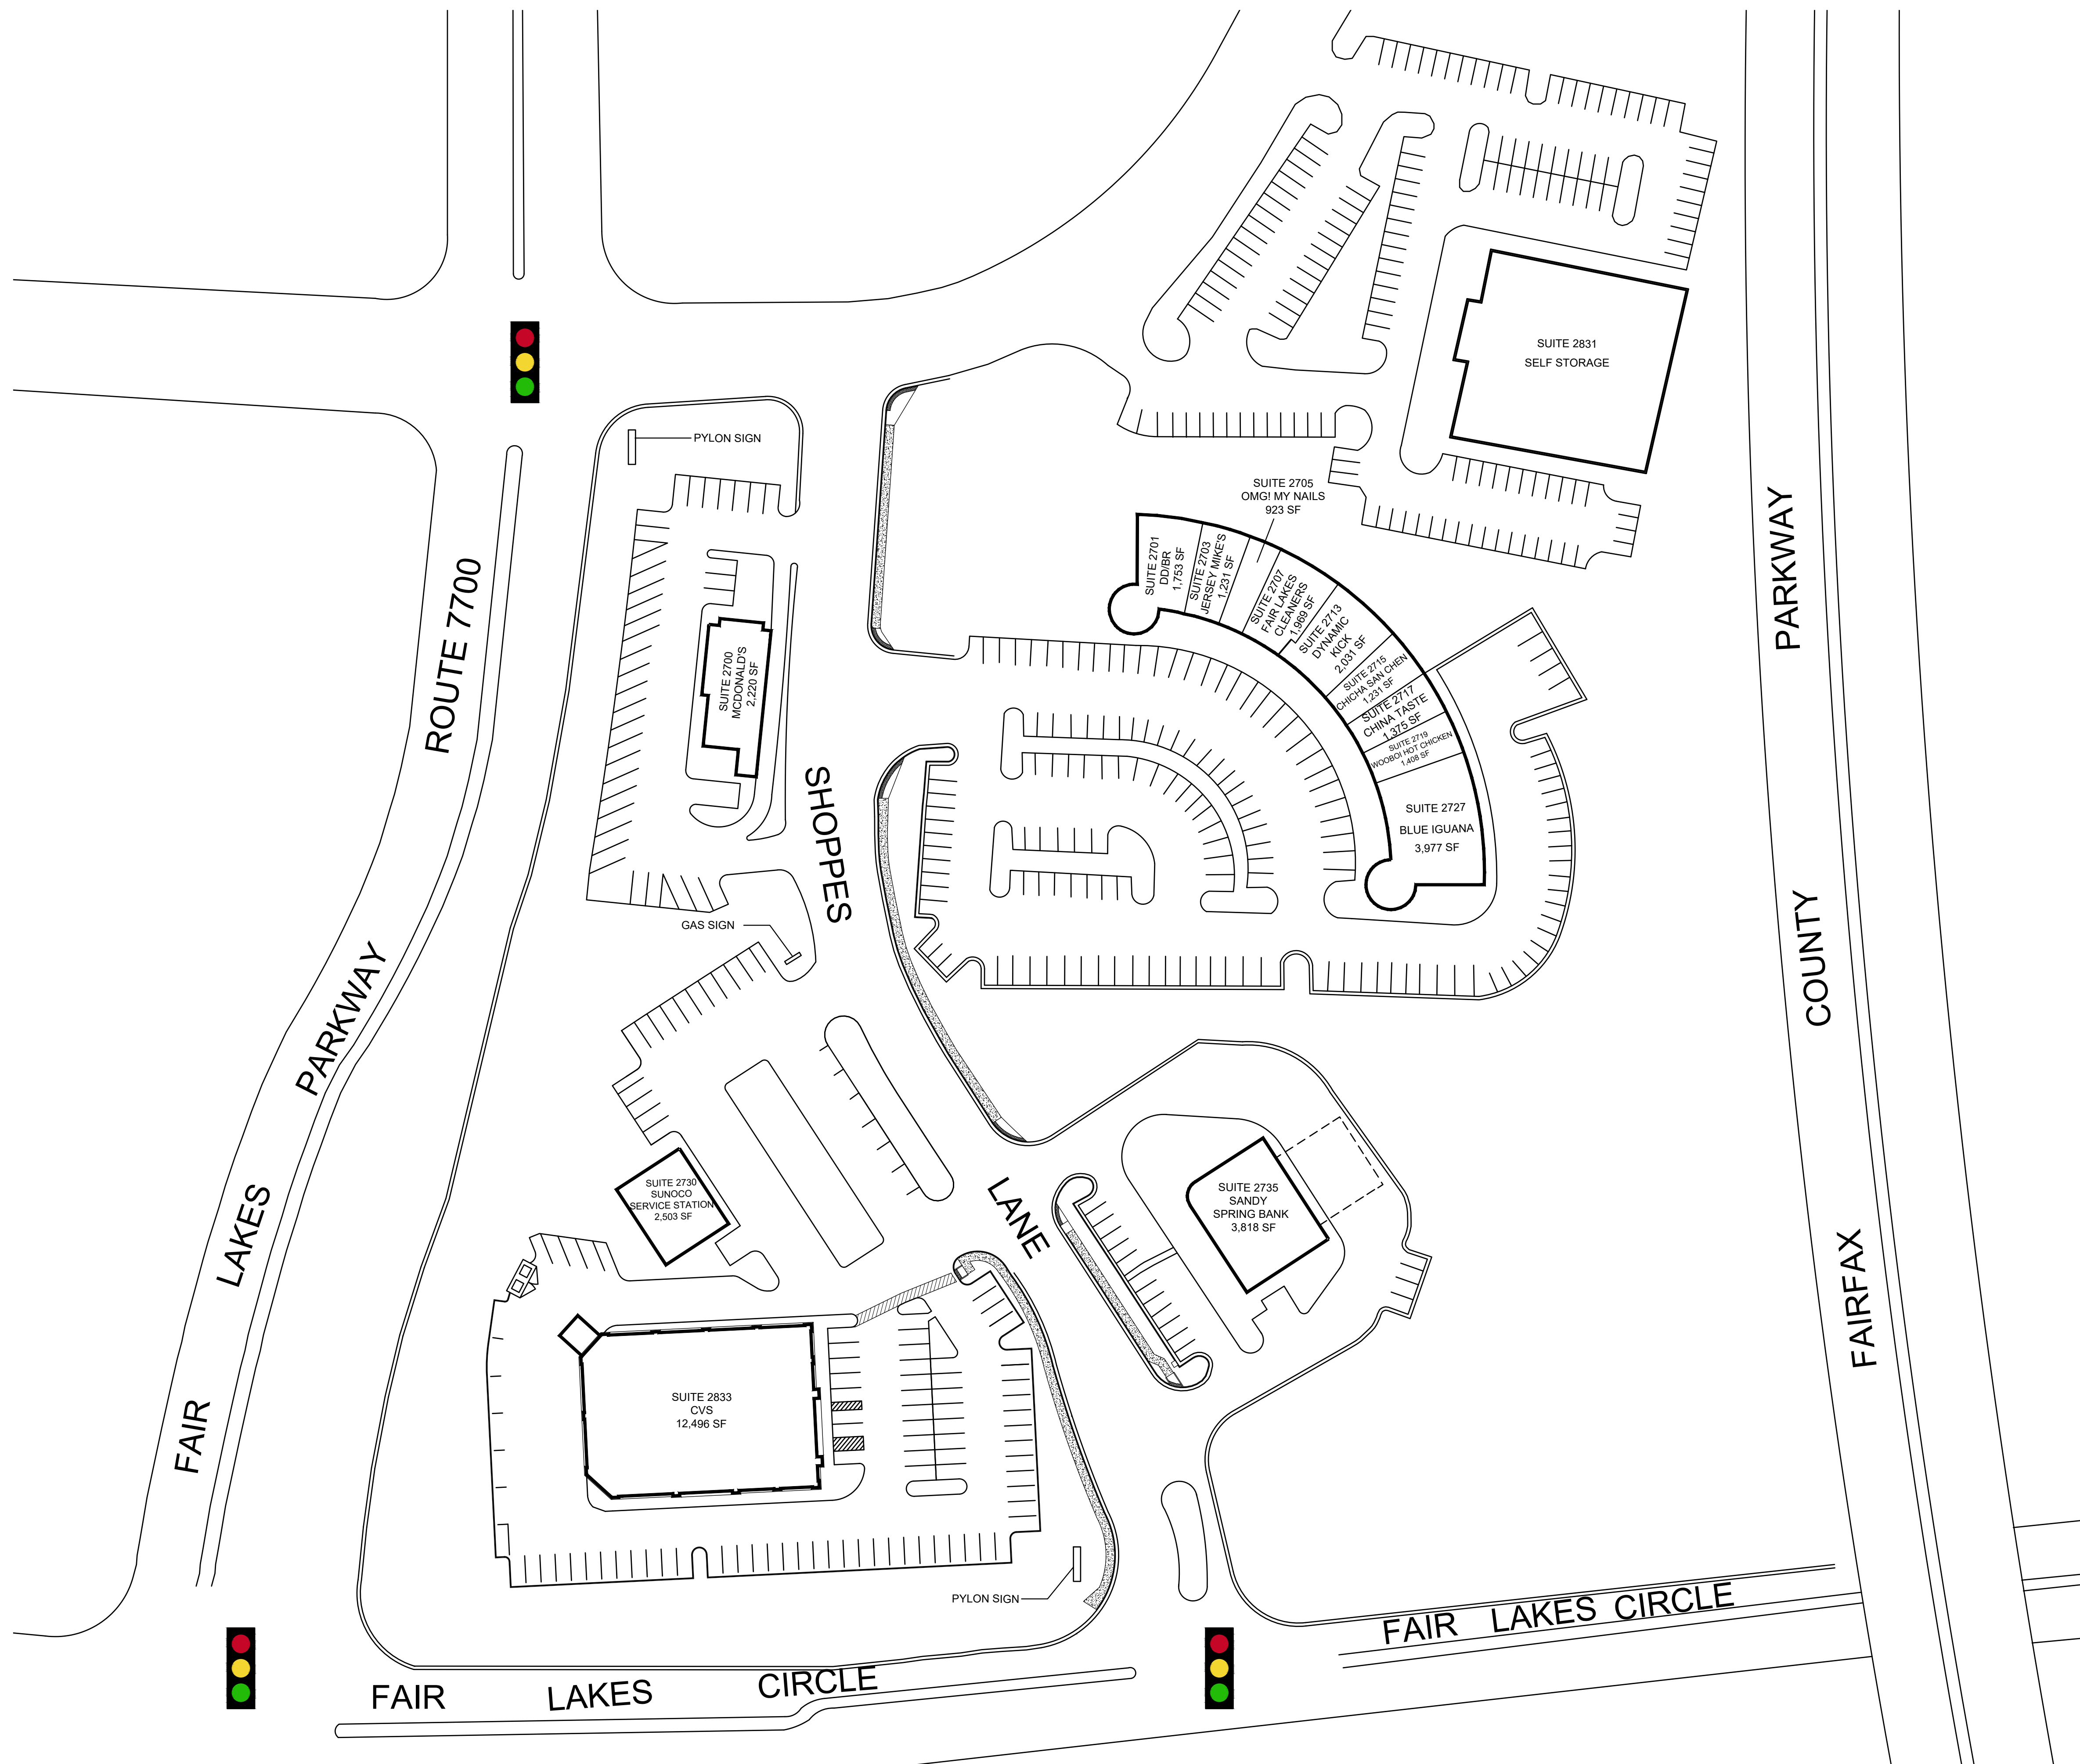 SUITE 2831
SELF STORAGE
PYLON SIGN
SUITE 2705
OMG! MY NAILS
923 SF
SUITE 2701
DD/BR
1,753 SF
SUITE 2703
JERSEY MIKE'S
1,231 SF
SUITE 2707
FAIR LAKES
CLEANERS
1,969 SF
SUITE 2713
DYNAMIC
KICK
2,031 SF
SUITE 2715
CHICHA SAN CHEN
1,231 SF
SUITE 2717
CHINA TASTE
1,375 SF
SUITE 2719
WOOBOI HOT CHICKEN
1,408 SF
SUITE 2727
BLUE IGUANA
3,977 SF
SUITE 2700
MCDONALD'S
2,220 SF
GAS SIGN
SHOPPES LANE
SUITE 2730
SUNOCO
SERVICE STATION
2,503 SF
SUITE 2735
SANDY
SPRING BANK
3,818 SF
SUITE 2833
CVS
12,496 SF
PYLON SIGN
FAIR LAKES PARKWAY ROUTE 7700
FAIRFAX COUNTY PARKWAY
FAIR LAKES CIRCLE
FAIR LAKES CIRCLE